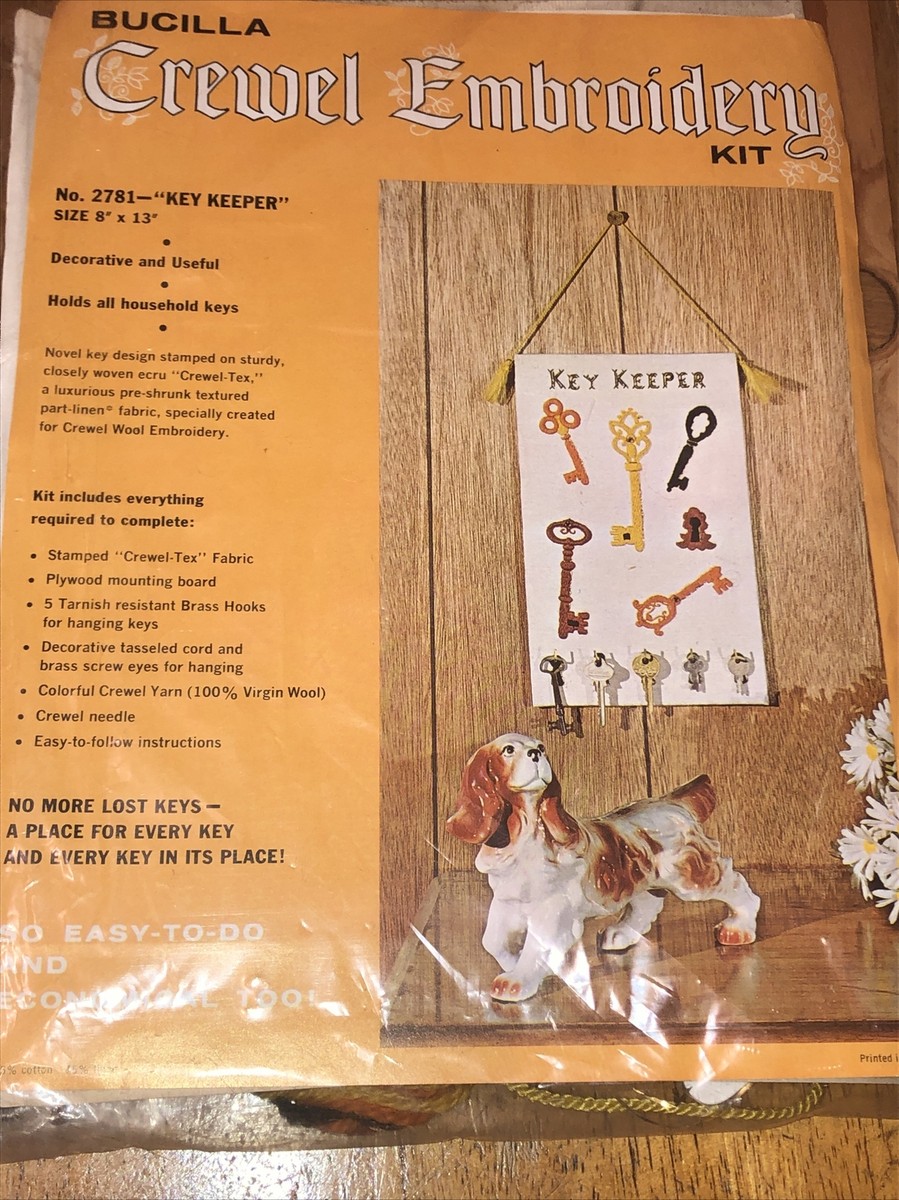 BUCILLA
Crewel Embroidery
KIT
No. 2781—"KEY KEEPER"
SIZE 8" x 13"
•
Decorative and Useful
•
Holds all household keys
•
Novel key design stamped on sturdy,
closely woven ecru "Crewel-Tex,"
a luxurious pre-shrunk textured
part-linen° fabric, specially created
for Crewel Wool Embroidery.
Kit includes everything
required to complete:
• Stamped "Crewel-Tex" Fabric
• Plywood mounting board
• 5 Tarnish resistant Brass Hooks
for hanging keys
• Decorative tasseled cord and
brass screw eyes for hanging
• Colorful Crewel Yarn (100% Virgin Wool)
• Crewel needle
• Easy-to-follow instructions
NO MORE LOST KEYS —
A PLACE FOR EVERY KEY
AND EVERY KEY IN ITS PLACE!
SO EASY-TO-DO
AND
ECONOMICAL TOO!
% cotton
Printed i
KEY KEEPER